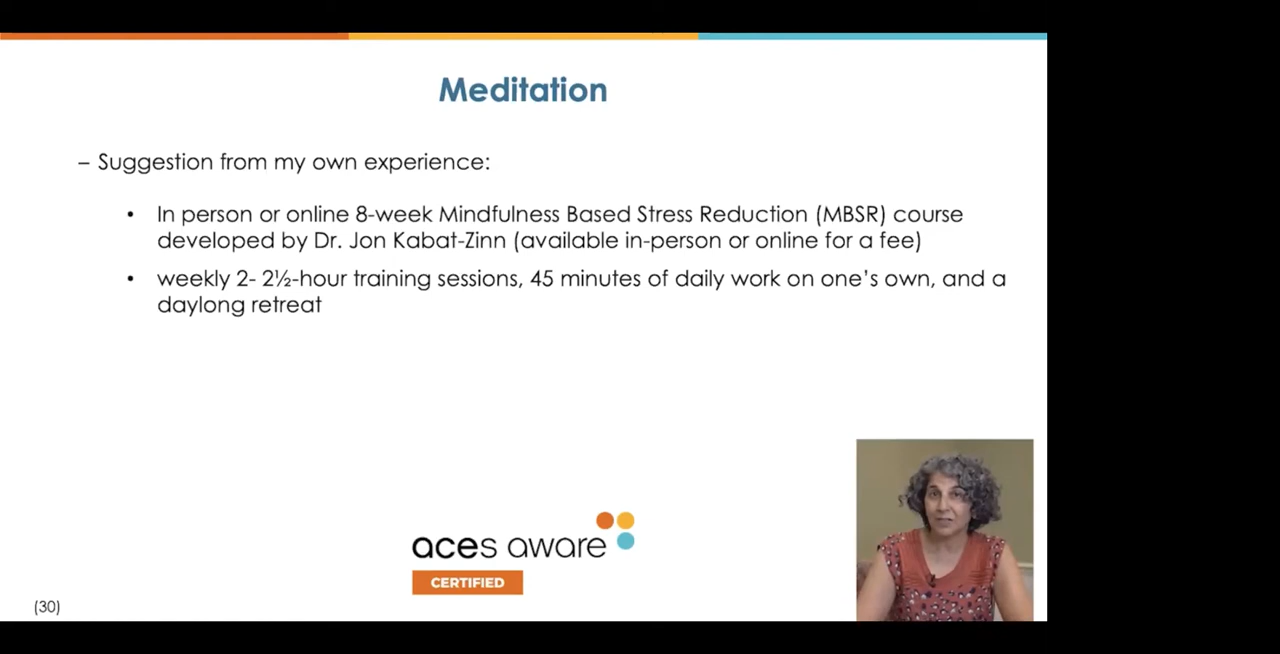 Meditation
– Suggestion from my own experience:
• In person or online 8-week Mindfulness Based Stress Reduction (MBSR) course
developed by Dr. Jon Kabat-Zinn (available in-person or online for a fee)
• weekly 2- 2½-hour training sessions, 45 minutes of daily work on one’s own, and a
daylong retreat
aces aware
CERTIFIED
(30)